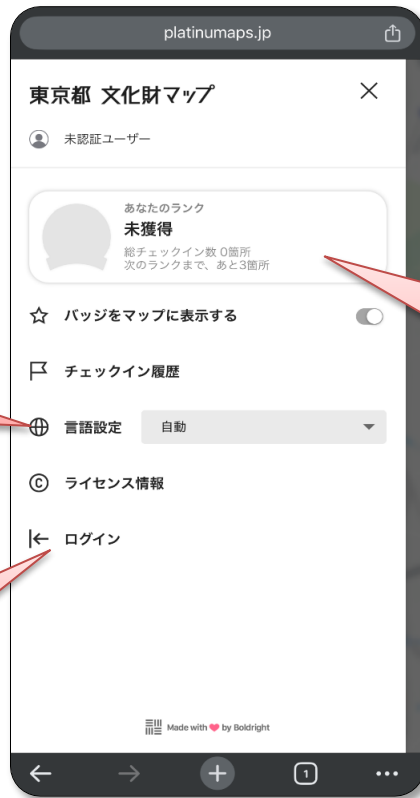 platinumaps.jp
東京都 文化財マップ
未認証ユーザー
あなたのランク
未獲得
総チェックイン数 0箇所
次のランクまで、あと3箇所
バッジをマップに表示する
チェックイン履歴
言語設定 自動
ライセンス情報
ログイン
Made with ❤ by Boldright
1